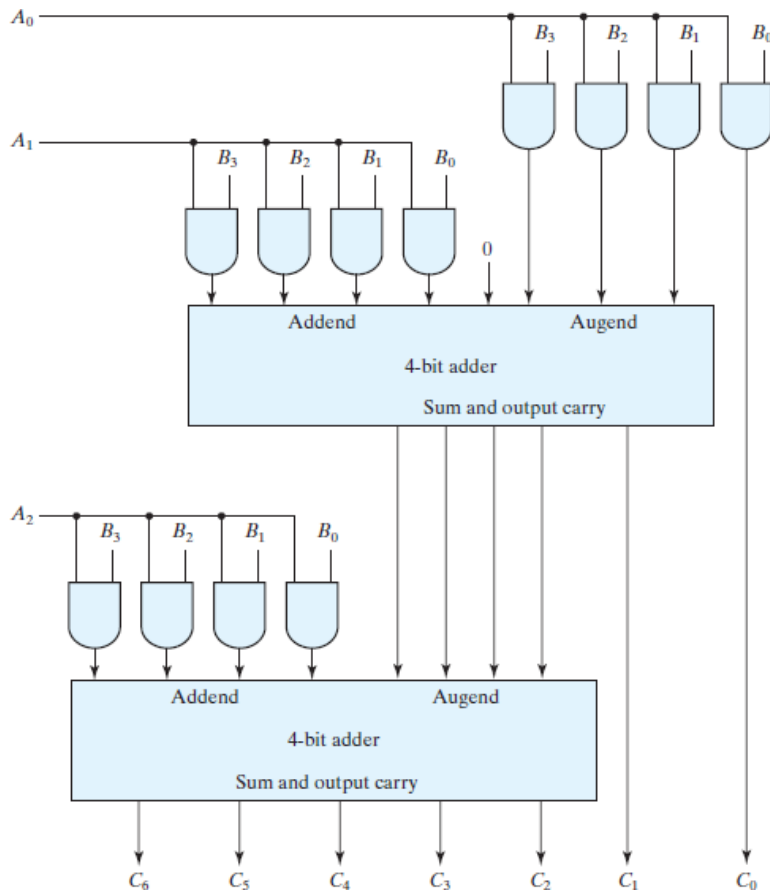 A₀ B₃ B₂ B₁ B₀
A₁ B₃ B₂ B₁ B₀
0
Addend Augend
4-bit adder
Sum and output carry
A₂ B₃ B₂ B₁ B₀
Addend Augend
4-bit adder
Sum and output carry
C₆ C₅ C₄ C₃ C₂ C₁ C₀